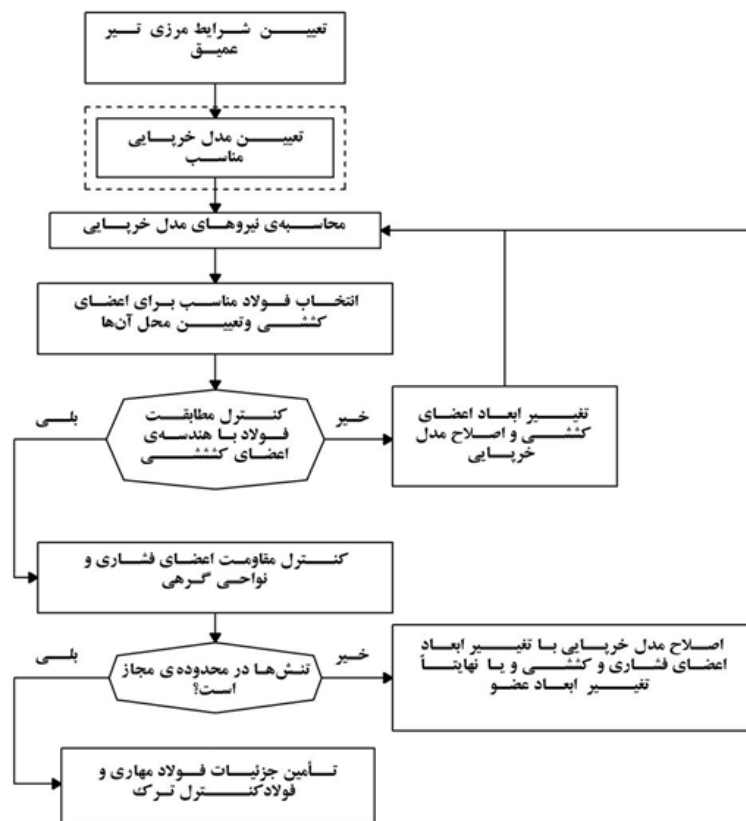 تعیین شرایط مرزی تیر
عمیق
تعیین مدل خرپایی
مناسب
محاسبه‌ی نیروهای مدل خرپایی
انتخاب فولاد مناسب برای اعضای
کششی وتعیین محل آن‌ها
کنترل مطابقت
فولاد با هندسه‌ی
اعضای کششی
بلی
خیر
تغییر ابعاد اعضای
کششی و اصلاح مدل
خرپایی
کنترل مقاومت اعضای فشاری و
نواحی گرهی
تنش‌ها در محدوده‌ی مجاز
است؟
بلی
خیر
اصلاح مدل خرپایی با تغییر ابعاد
اعضای فشاری و کششی و یا نهایتاً
تغییر ابعاد عضو
تأمین جزئیات فولاد مهاری و
فولادکنترل ترک